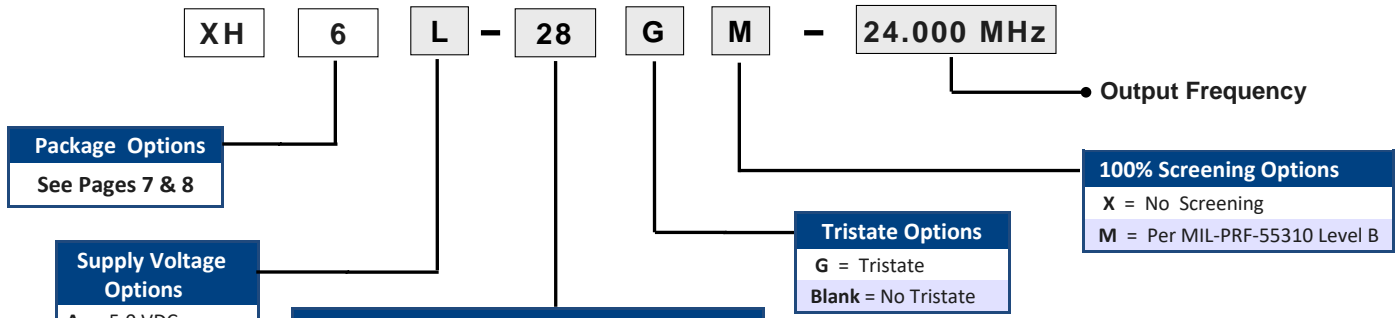 XH 6 L – 28 G M – 24.000 MHz
Output Frequency
Package Options
See Pages 7 & 8
100% Screening Options
X = No Screening
M = Per MIL-PRF-55310 Level B
Tristate Options
G = Tristate
Blank = No Tristate
Supply Voltage
Options